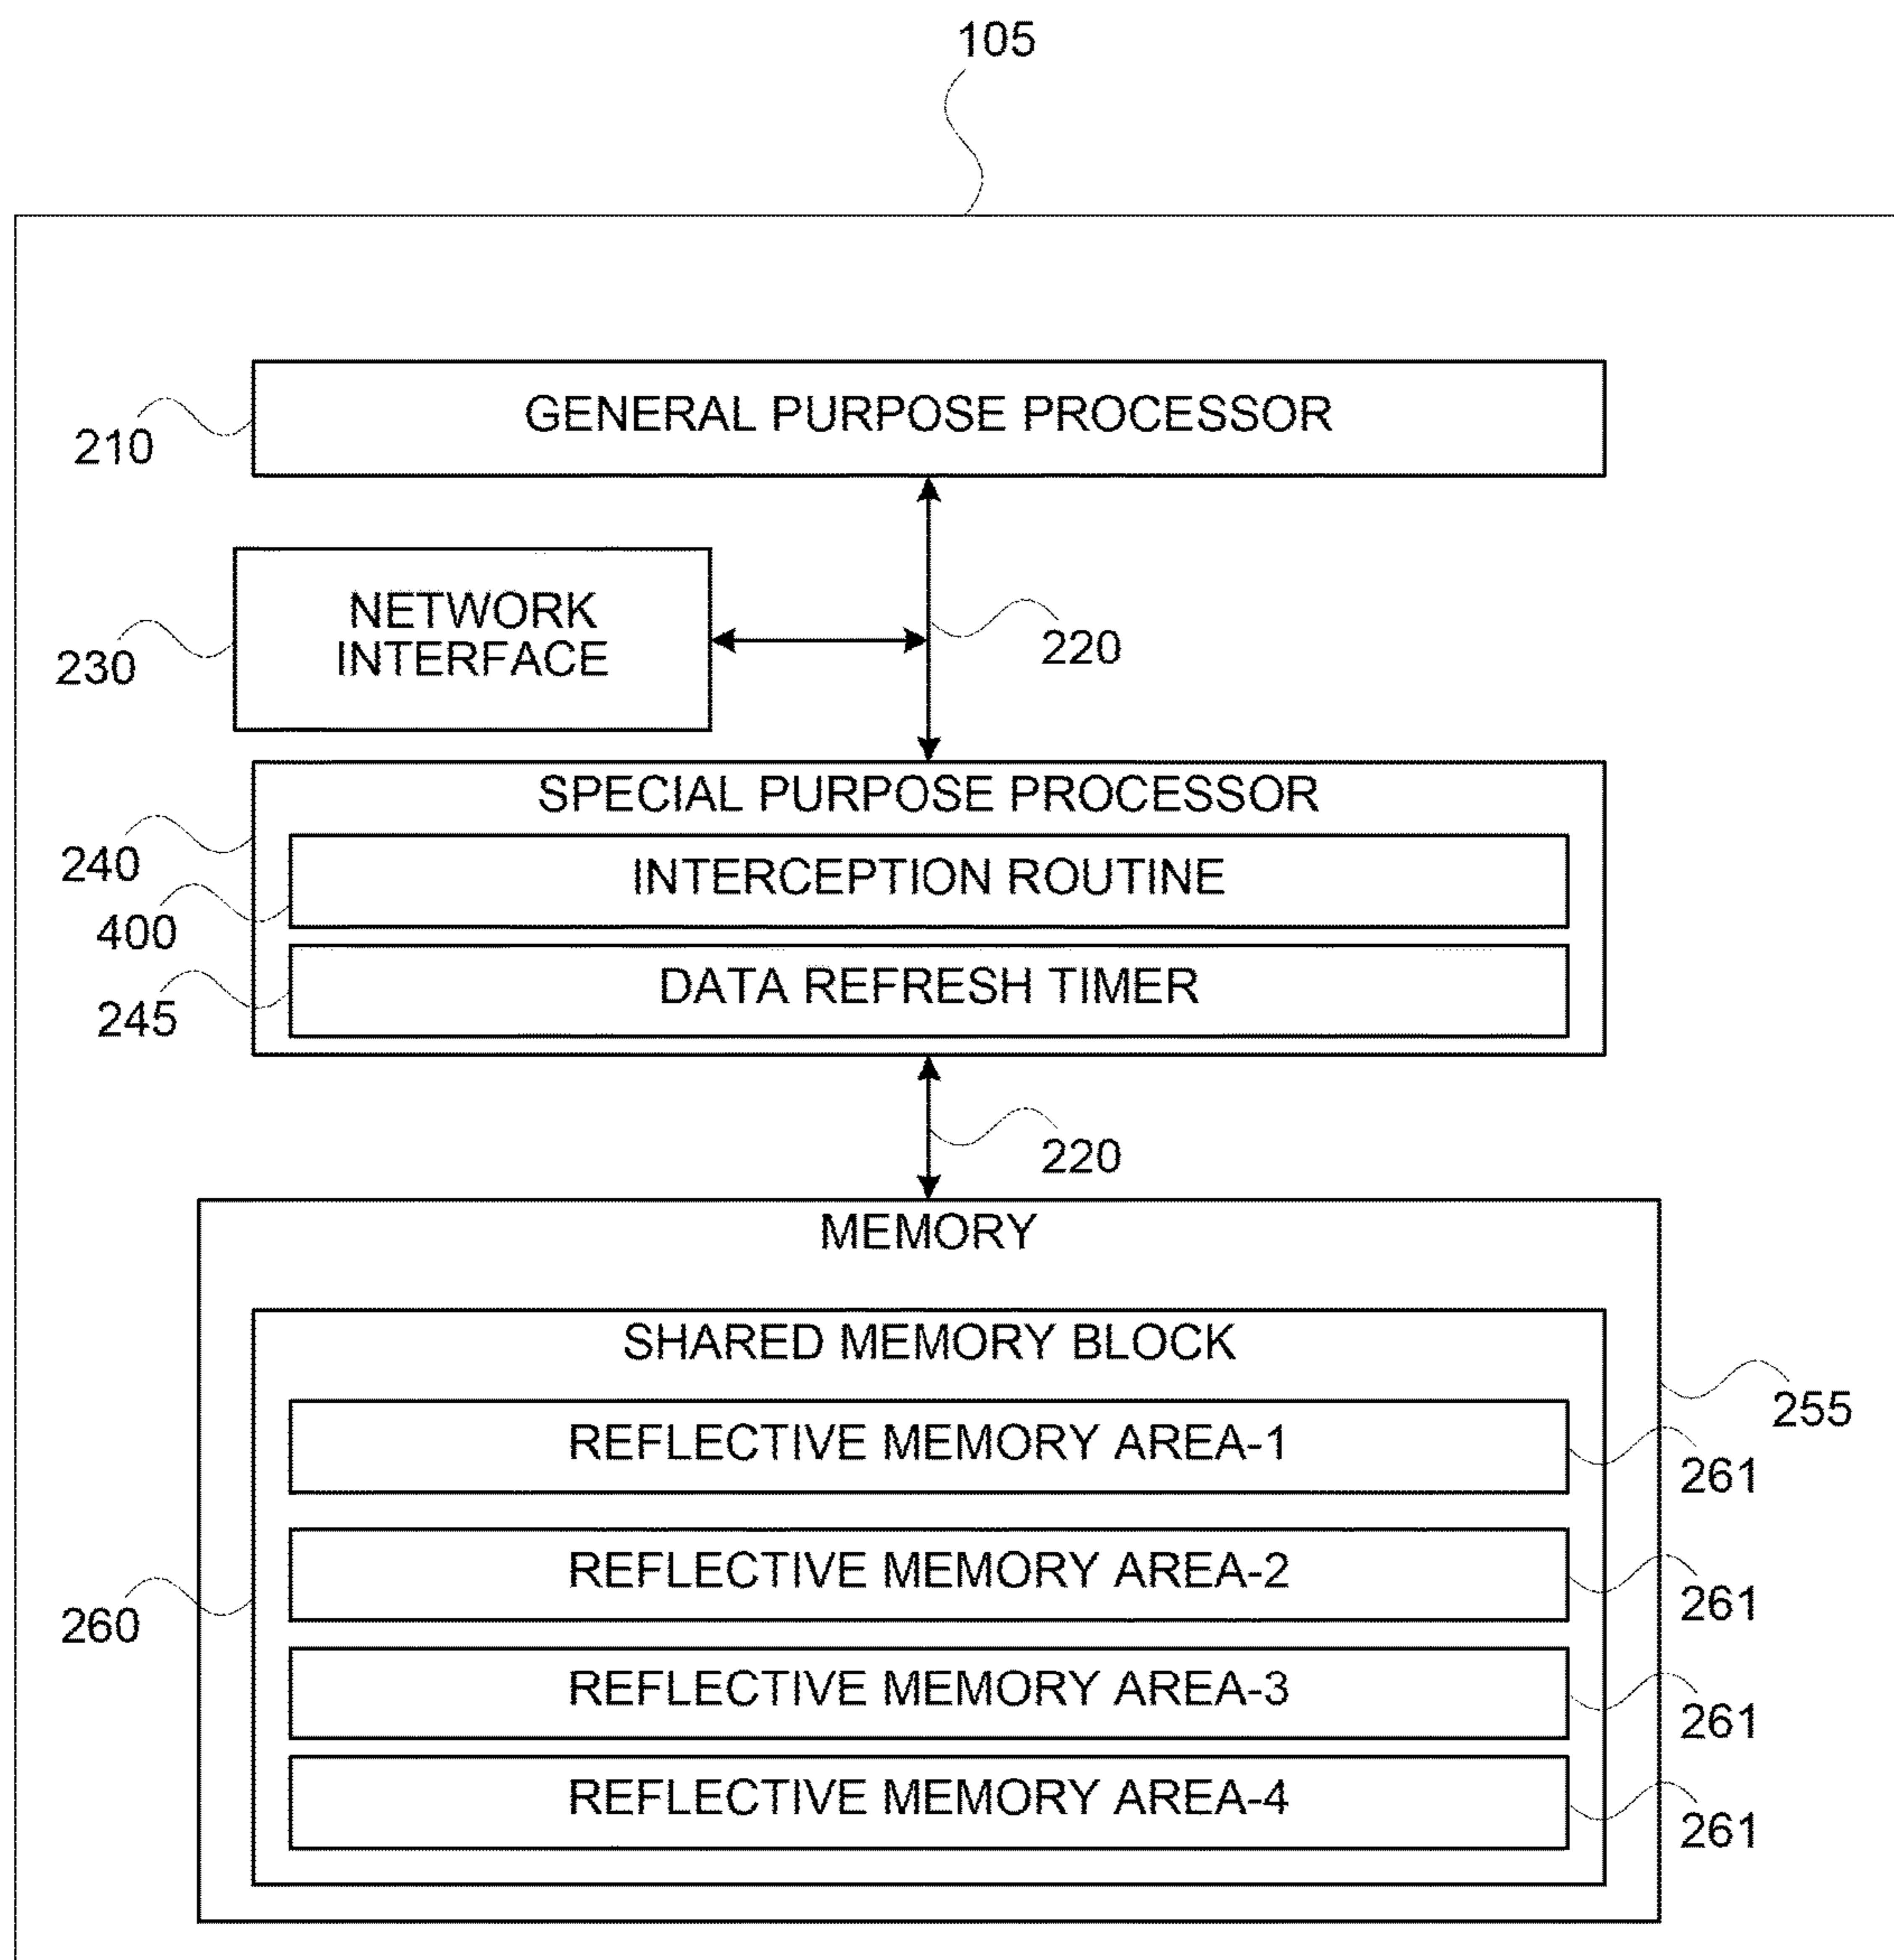 105
GENERAL PURPOSE PROCESSOR
210
NETWORK
INTERFACE
230
220
SPECIAL PURPOSE PROCESSOR
240
INTERCEPTION ROUTINE
400
DATA REFRESH TIMER
245
220
MEMORY
SHARED MEMORY BLOCK
255
REFLECTIVE MEMORY AREA-1
261
REFLECTIVE MEMORY AREA-2
261
260
REFLECTIVE MEMORY AREA-3
261
REFLECTIVE MEMORY AREA-4
261